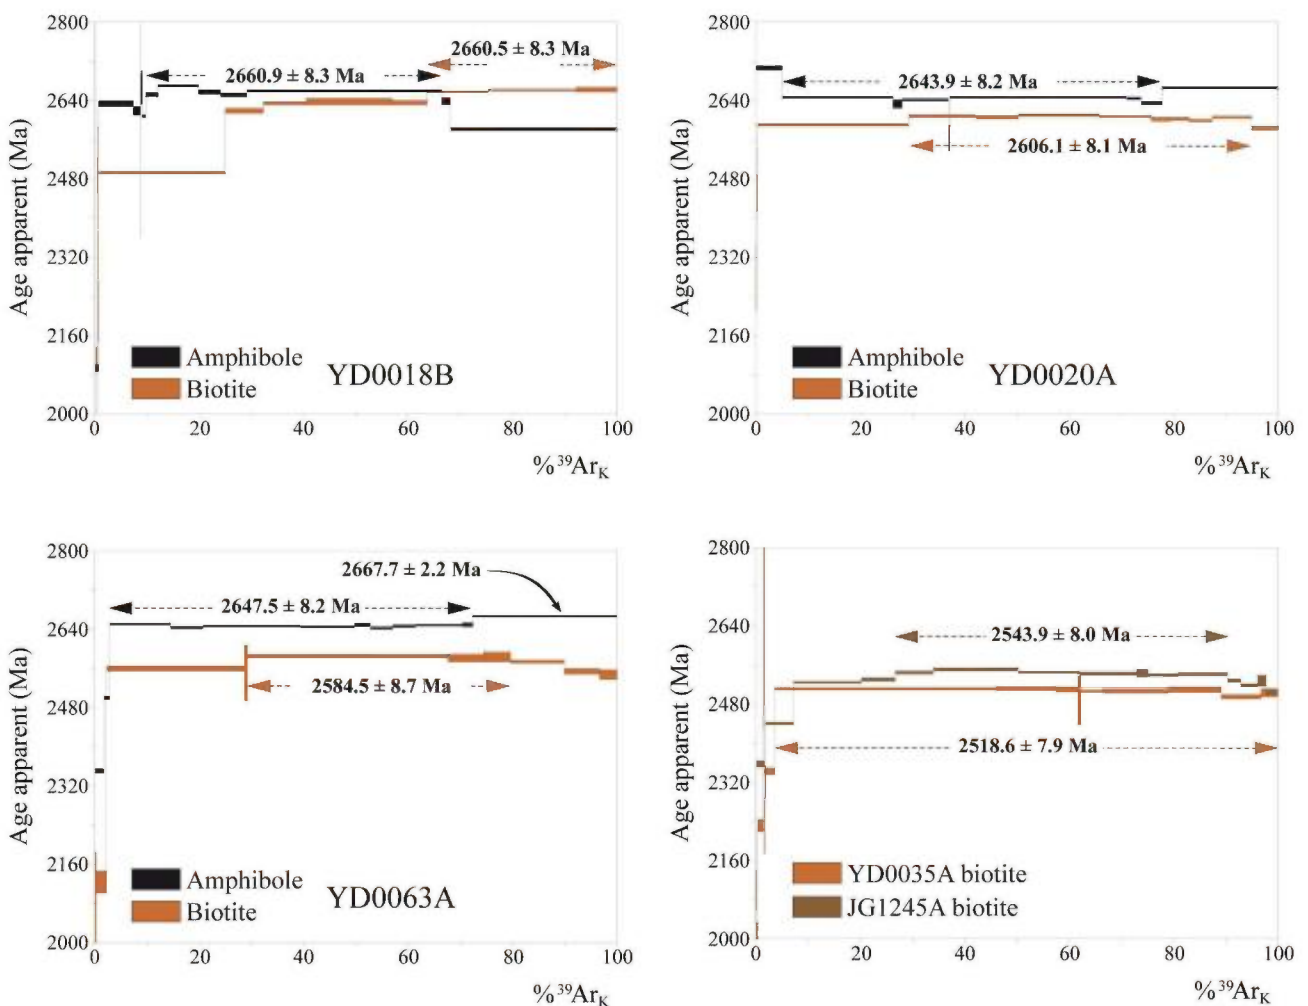 2800
2640
2480
2320
2160
2000
Age apparent (Ma)
2660.5 ± 8.3 Ma
2660.9 ± 8.3 Ma
Amphibole
Biotite
YD0018B
0 20 40 60 80 100
% ³⁹Ar_K
2800
2640
2480
2320
2160
2000
Age apparent (Ma)
2643.9 ± 8.2 Ma
2606.1 ± 8.1 Ma
Amphibole
Biotite
YD0020A
0 20 40 60 80 100
% ³⁹Ar_K
2800
2640
2480
2320
2160
2000
Age apparent (Ma)
2667.7 ± 2.2 Ma
2647.5 ± 8.2 Ma
2584.5 ± 8.7 Ma
Amphibole
Biotite
YD0063A
0 20 40 60 80 100
% ³⁹Ar_K
2800
2640
2480
2320
2160
2000
Age apparent (Ma)
2543.9 ± 8.0 Ma
2518.6 ± 7.9 Ma
YD0035A biotite
JG1245A biotite
0 20 40 60 80 100
% ³⁹Ar_K